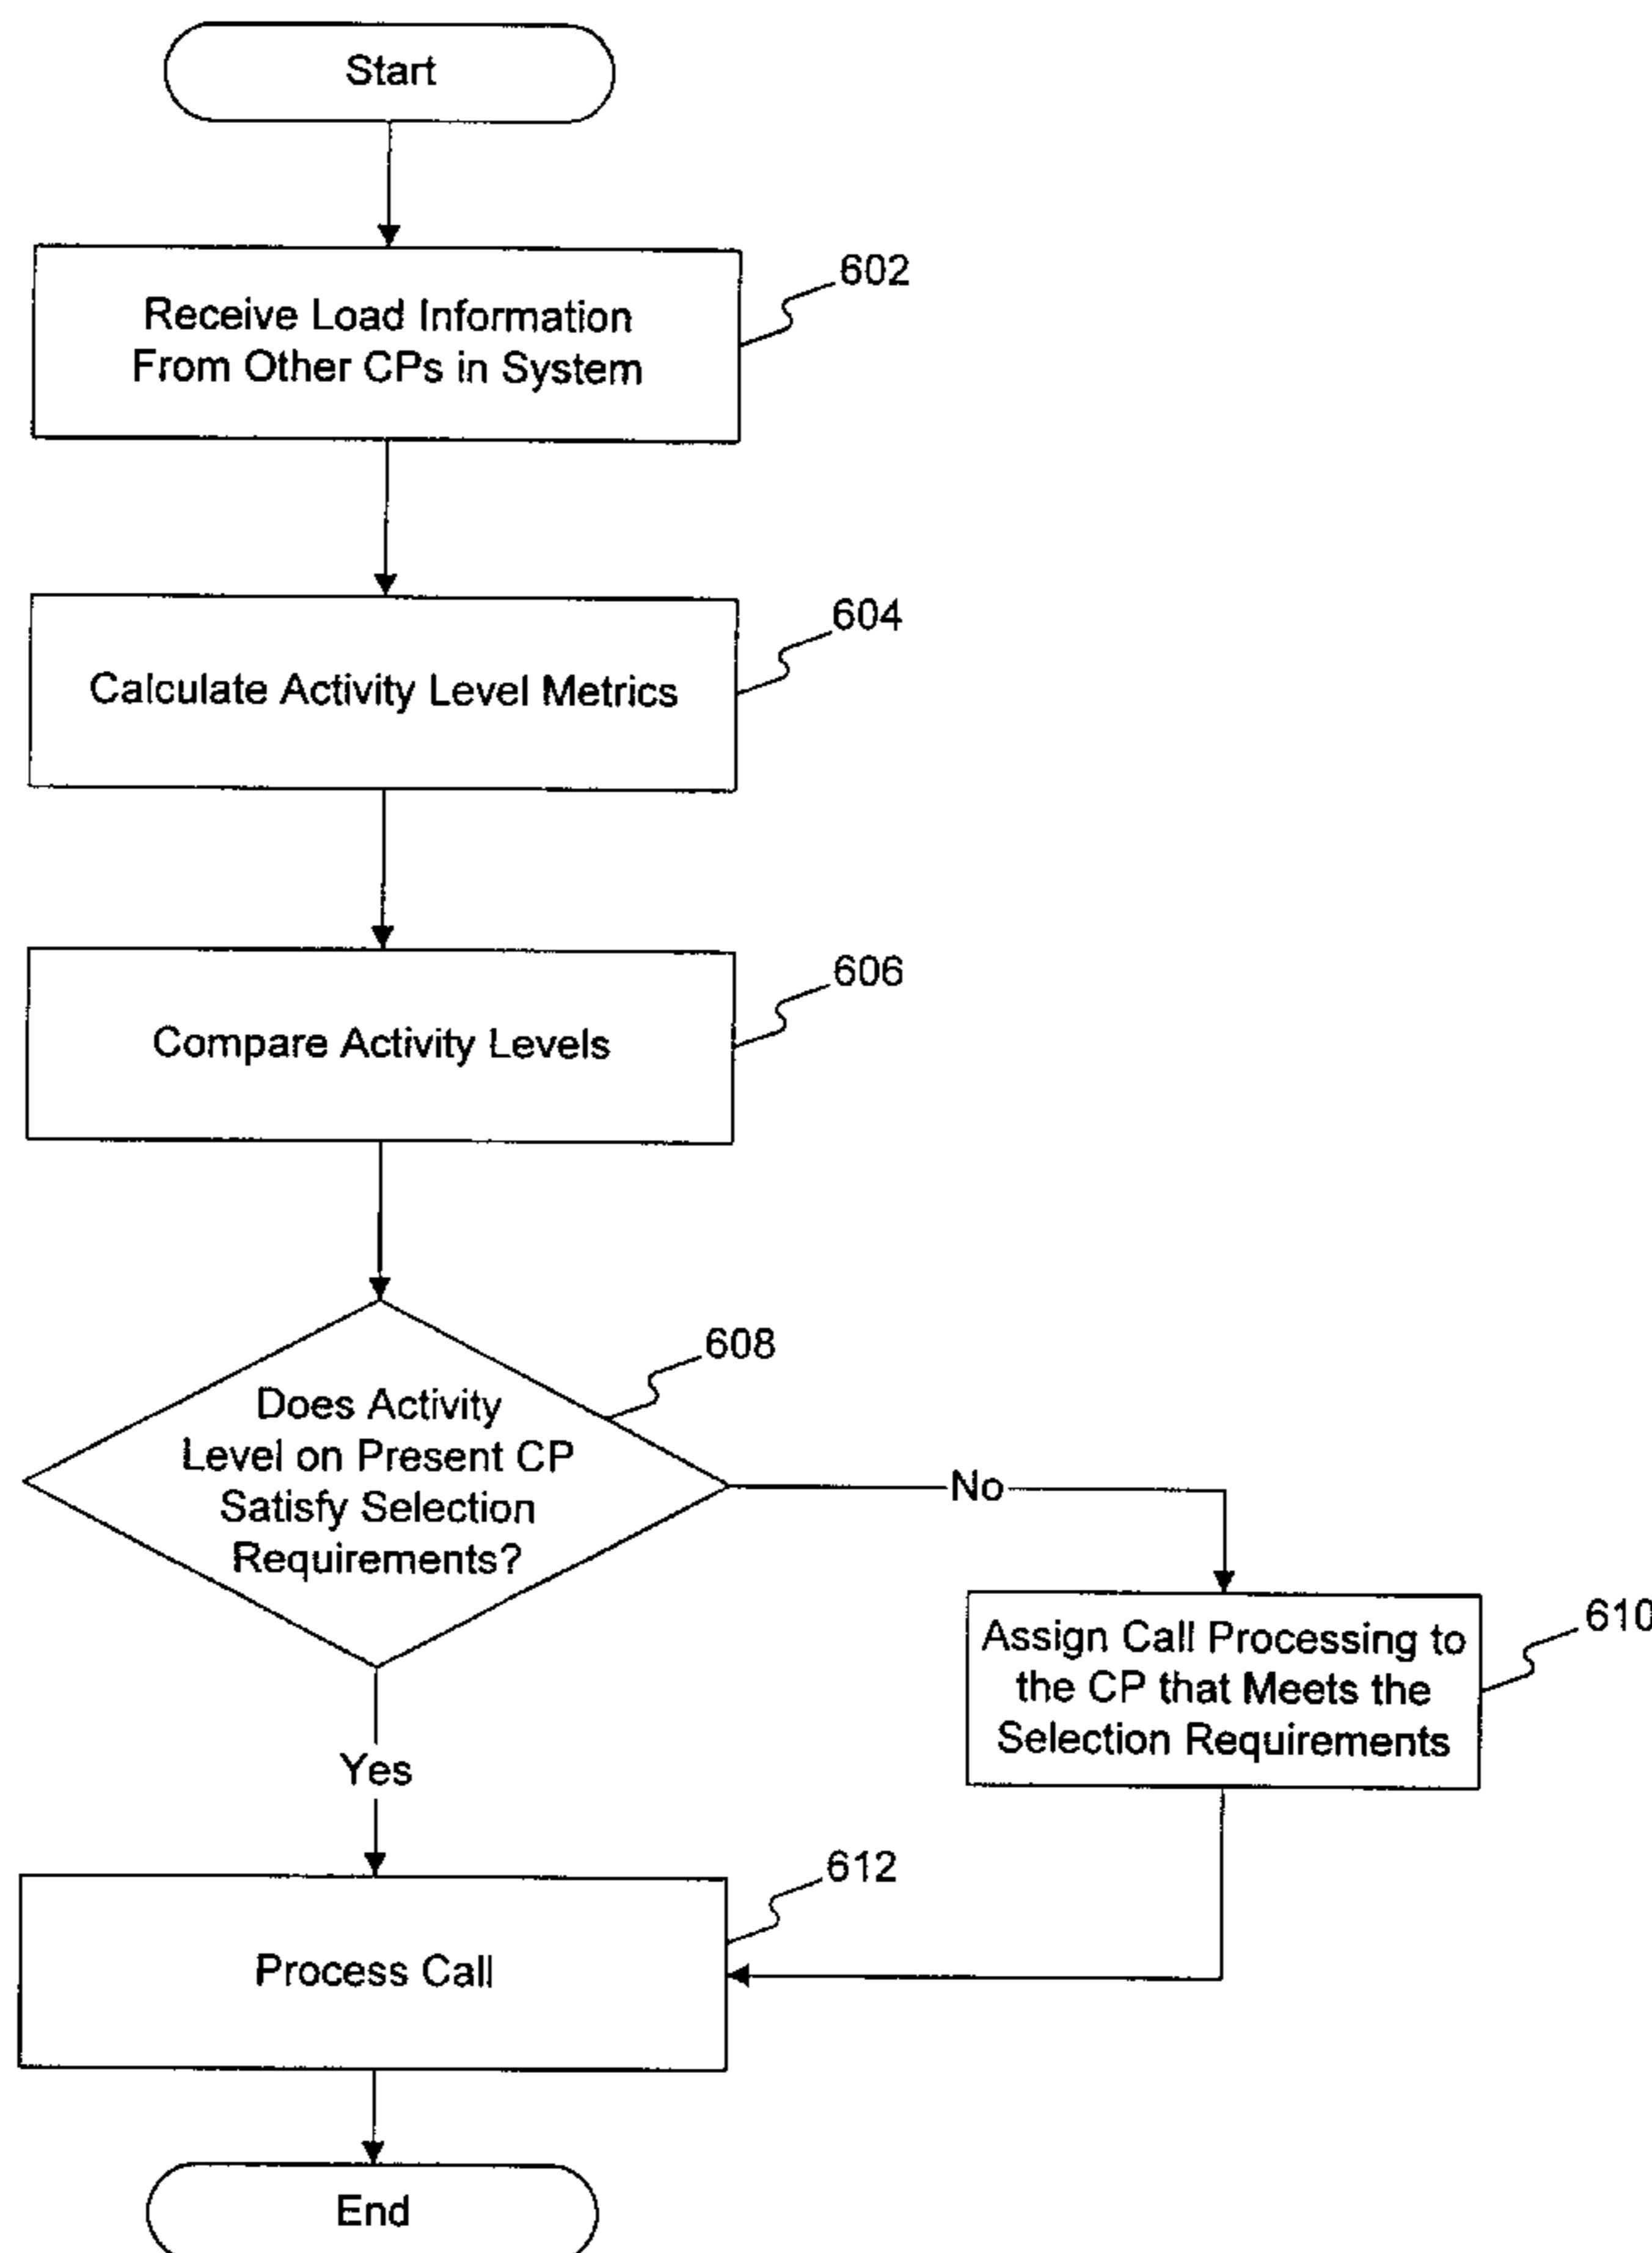 Start
602
Receive Load Information
From Other CPs in System
604
Calculate Activity Level Metrics
606
Compare Activity Levels
608
Does Activity
Level on Present CP
Satisfy Selection
Requirements?
No
610
Assign Call Processing to
the CP that Meets the
Selection Requirements
Yes
612
Process Call
End